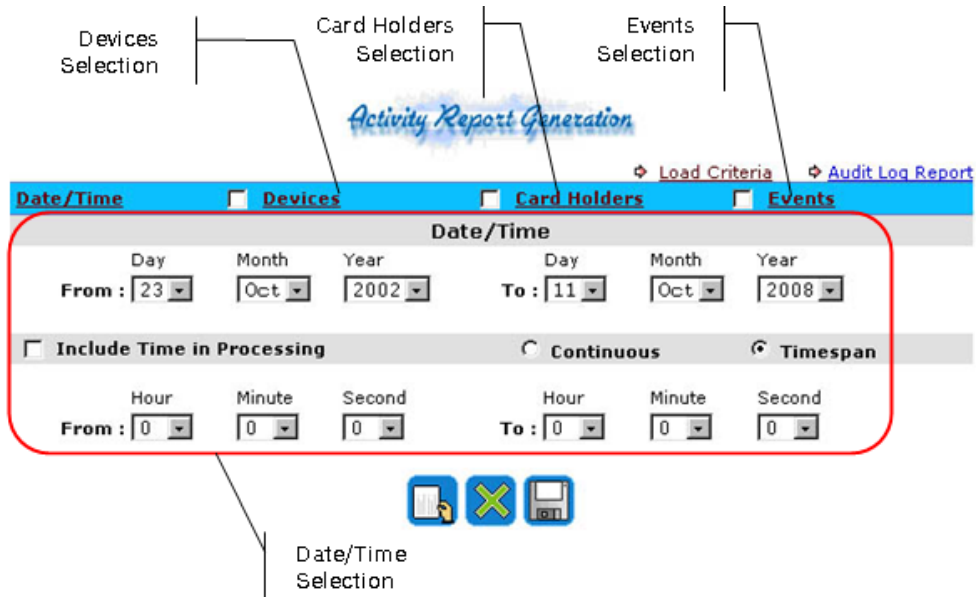 Devices
Selection
Card Holders
Selection
Events
Selection
Activity Report Generation
Load Criteria Audit Log Report
Date/Time Devices Card Holders Events
Date/Time
Day Month Year Day Month Year
From : 23 Oct 2002 To : 11 Oct 2008
Include Time in Processing Continuous Timespan
Hour Minute Second Hour Minute Second
From : 0 0 0 To : 0 0 0
Date/Time
Selection